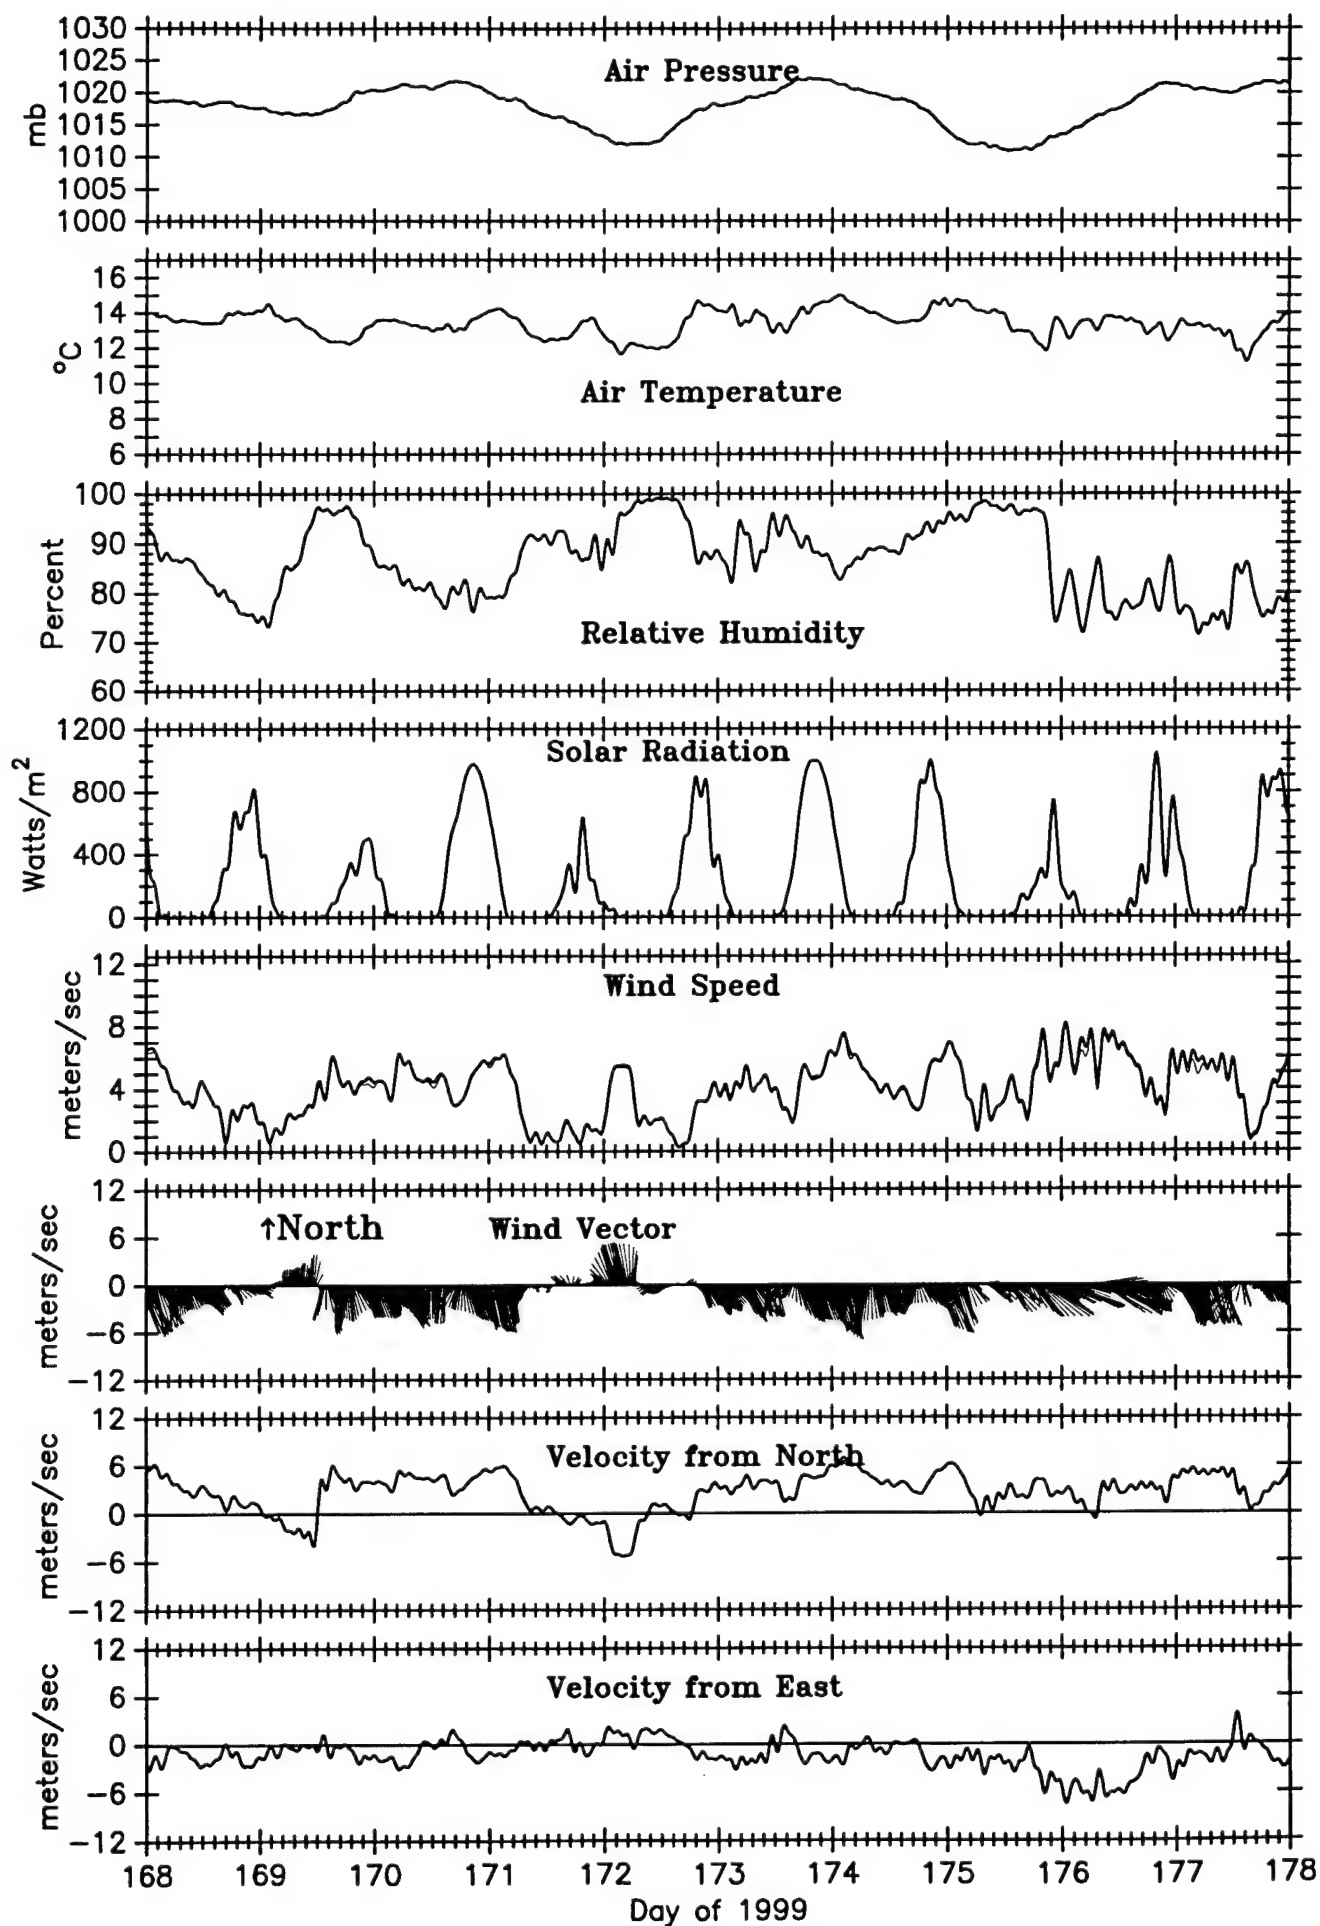 1030
1025
1020
1015
1010
1005
1000
mb
Air Pressure
16
14
12
10
8
6
°C
Air Temperature
100
90
80
70
60
Percent
Relative Humidity
1200
800
400
0
Watts/m²
Solar Radiation
12
8
4
0
meters/sec
Wind Speed
12
6
0
−6
−12
meters/sec
↑North
Wind Vector
12
6
0
−6
−12
meters/sec
Velocity from North
12
6
0
−6
−12
meters/sec
Velocity from East
168 169 170 171 172 173 174 175 176 177 178
Day of 1999